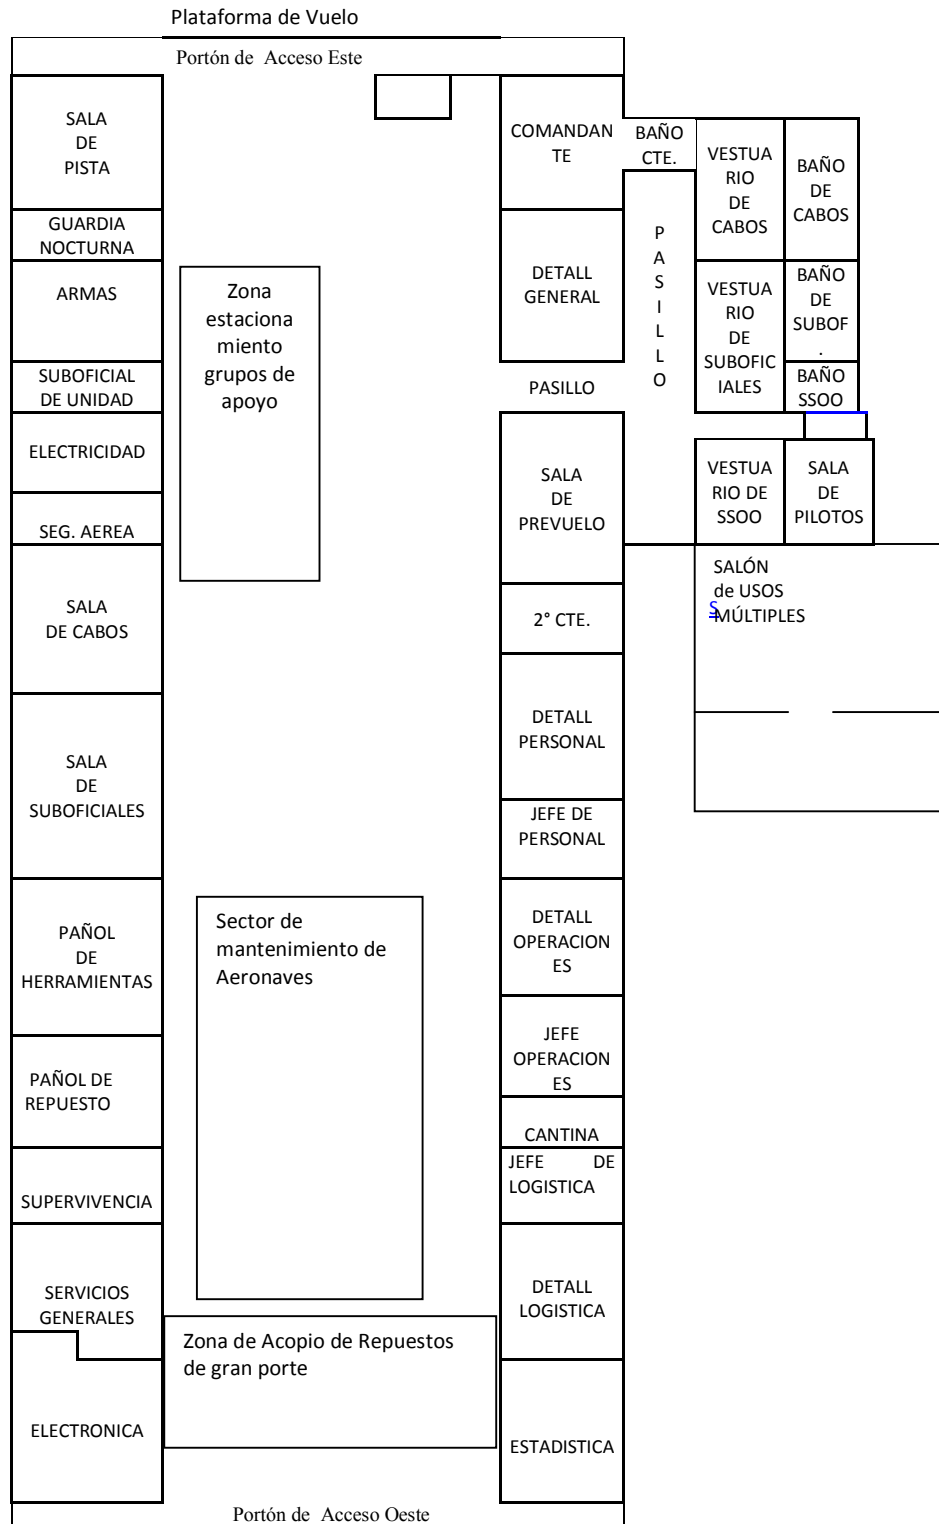 Plataforma de Vuelo
Portón de Acceso Este
SALA
DE
PISTA
GUARDIA
NOCTURNA
ARMAS
SUBOFICIAL
DE UNIDAD
ELECTRICIDAD
SEG. AEREA
SALA
DE CABOS
SALA
DE
SUBOFICIALES
PAÑOL
DE
HERRAMIENTAS
PAÑOL DE
REPUESTO
SUPERVIVENCIA
SERVICIOS
GENERALES
ELECTRONICA
Zona
estaciona
miento
grupos de
apoyo
Sector de
mantenimiento de
Aeronaves
Zona de Acopio de Repuestos
de gran porte
COMANDAN
TE
DETALL
GENERAL
PASILLO
SALA
DE
PREVUELO
2° CTE.
DETALL
PERSONAL
JEFE DE
PERSONAL
DETALL
OPERACION
ES
JEFE
OPERACION
ES
CANTINA
JEFE DE
LOGISTICA
DETALL
LOGISTICA
ESTADISTICA
BAÑO
CTE.
P
A
S
I
L
L
O
VESTUA
RIO
DE
CABOS
BAÑO
DE
CABOS
VESTUA
RIO
DE
SUBOFIC
IALES
BAÑO
DE
SUBOF
.
BAÑO
SSOO
VESTUA
RIO DE
SSOO
SALA
DE
PILOTOS
SALÓN
de USOS
S
MÚLTIPLES
Portón de Acceso Oeste